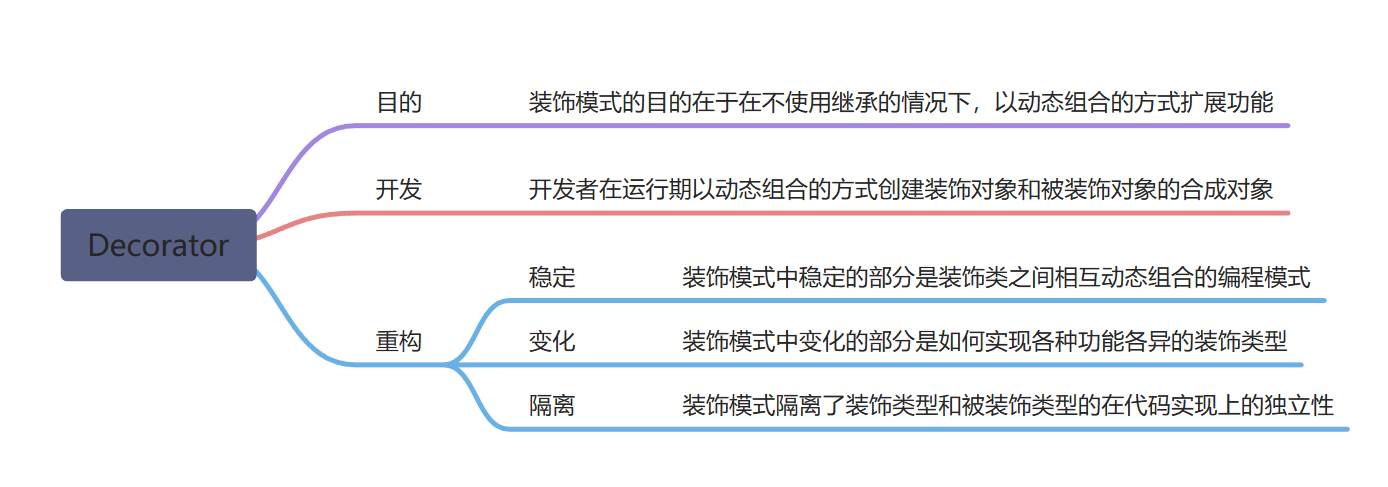 目的 装饰模式的目的在于在不使用继承的情况下，以动态组合的方式扩展功能
开发 开发者在运行期以动态组合的方式创建装饰对象和被装饰对象的合成对象
Decorator
稳定 装饰模式中稳定的部分是装饰类之间相互动态组合的编程模式
重构 变化 装饰模式中变化的部分是如何实现各种功能各异的装饰类型
隔离 装饰模式隔离了装饰类型和被装饰类型的在代码实现上的独立性